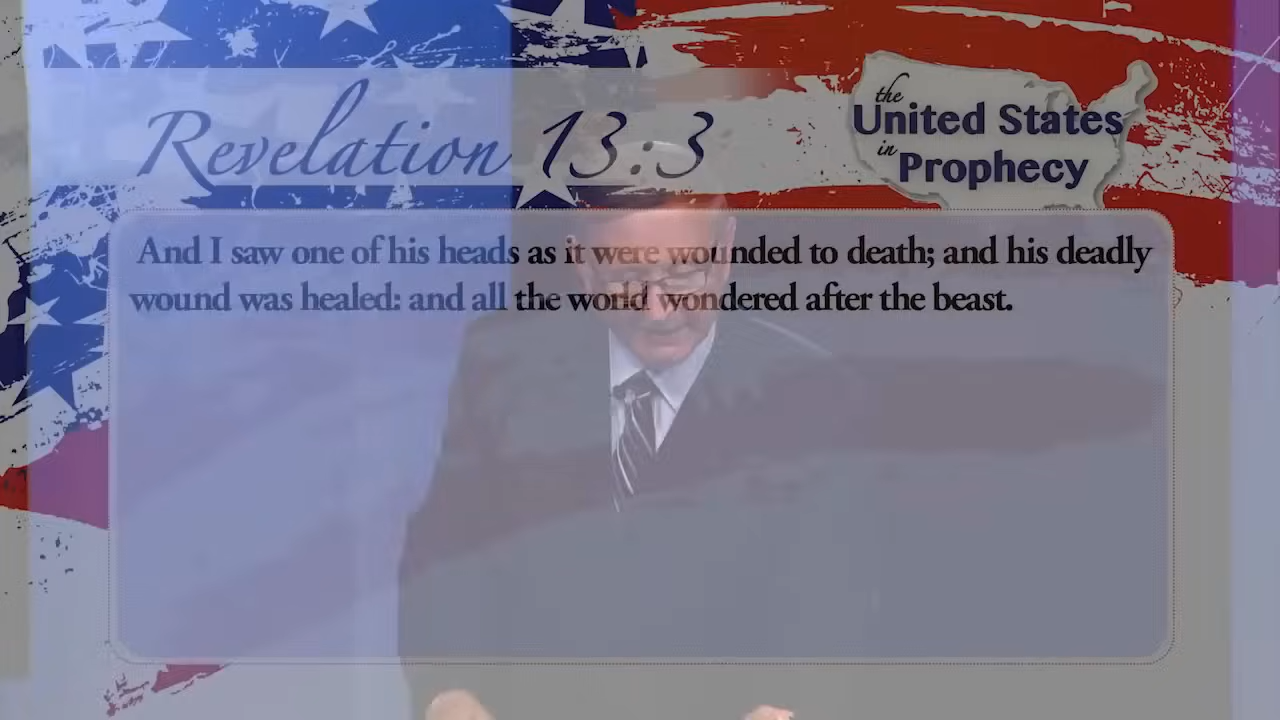 Revelation 13:3
the
United States
in
Prophecy
And I saw one of his heads as it were wounded to death; and his deadly
wound was healed: and all the world wondered after the beast.